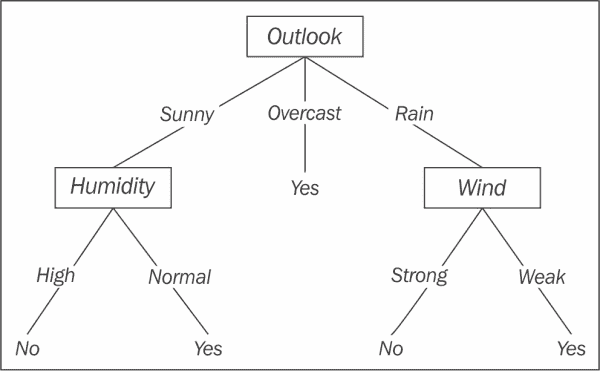 Outlook
Sunny Overcast Rain
Humidity Yes Wind
High Normal Strong Weak
No Yes No Yes